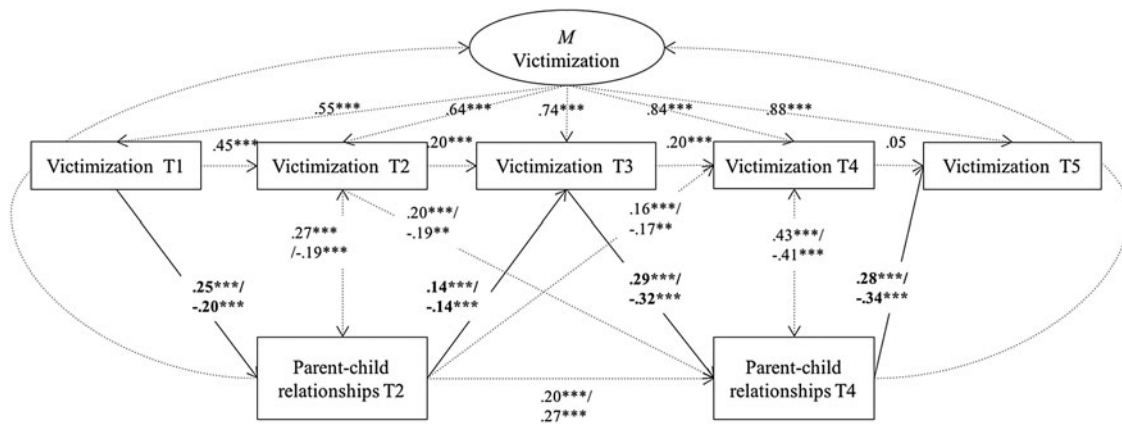 M
Victimization
.55***
.64***
.74***
.84***
.88***
.45***
.20***
.20***
.05
Victimization T1
Victimization T2
Victimization T3
Victimization T4
Victimization T5
.27***
/-.19***
.20***/
-.19**
.16***/
-.17**
.43***/
-.41***
.25***/
-.20***
.14***/
-.14***
.29***/
-.32***
.28***/
-.34***
Parent-child
relationships T2
Parent-child
relationships T4
.20***/
.27***